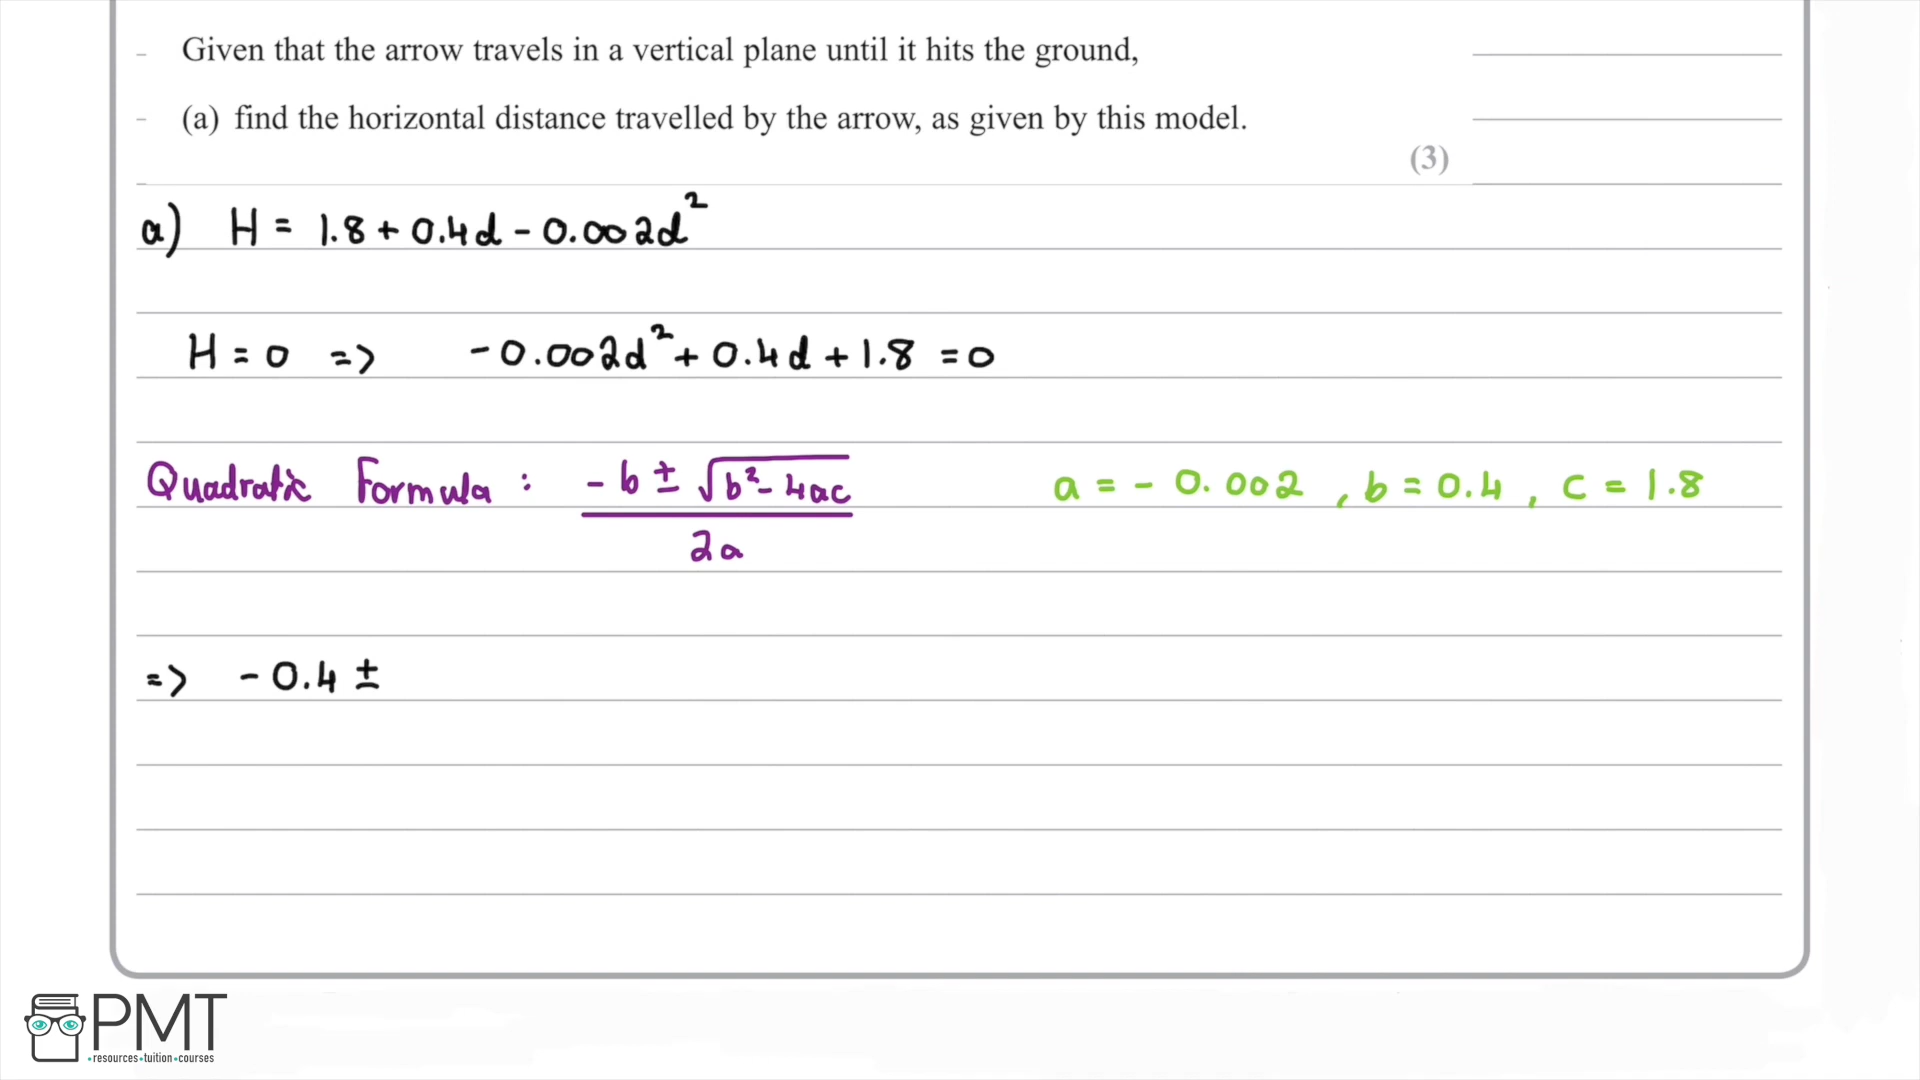 Given that the arrow travels in a vertical plane until it hits the ground,
(a) find the horizontal distance travelled by the arrow, as given by this model.
(3)
a) H = 1.8 + 0.4d - 0.002d²
H = 0 => -0.002d² + 0.4d + 1.8 = 0
Quadratic Formula : (-b ± √(b² - 4ac)) / 2a a = -0.002 , b = 0.4 , c = 1.8
=> -0.4 ±
PMT
•resources•tuition•courses